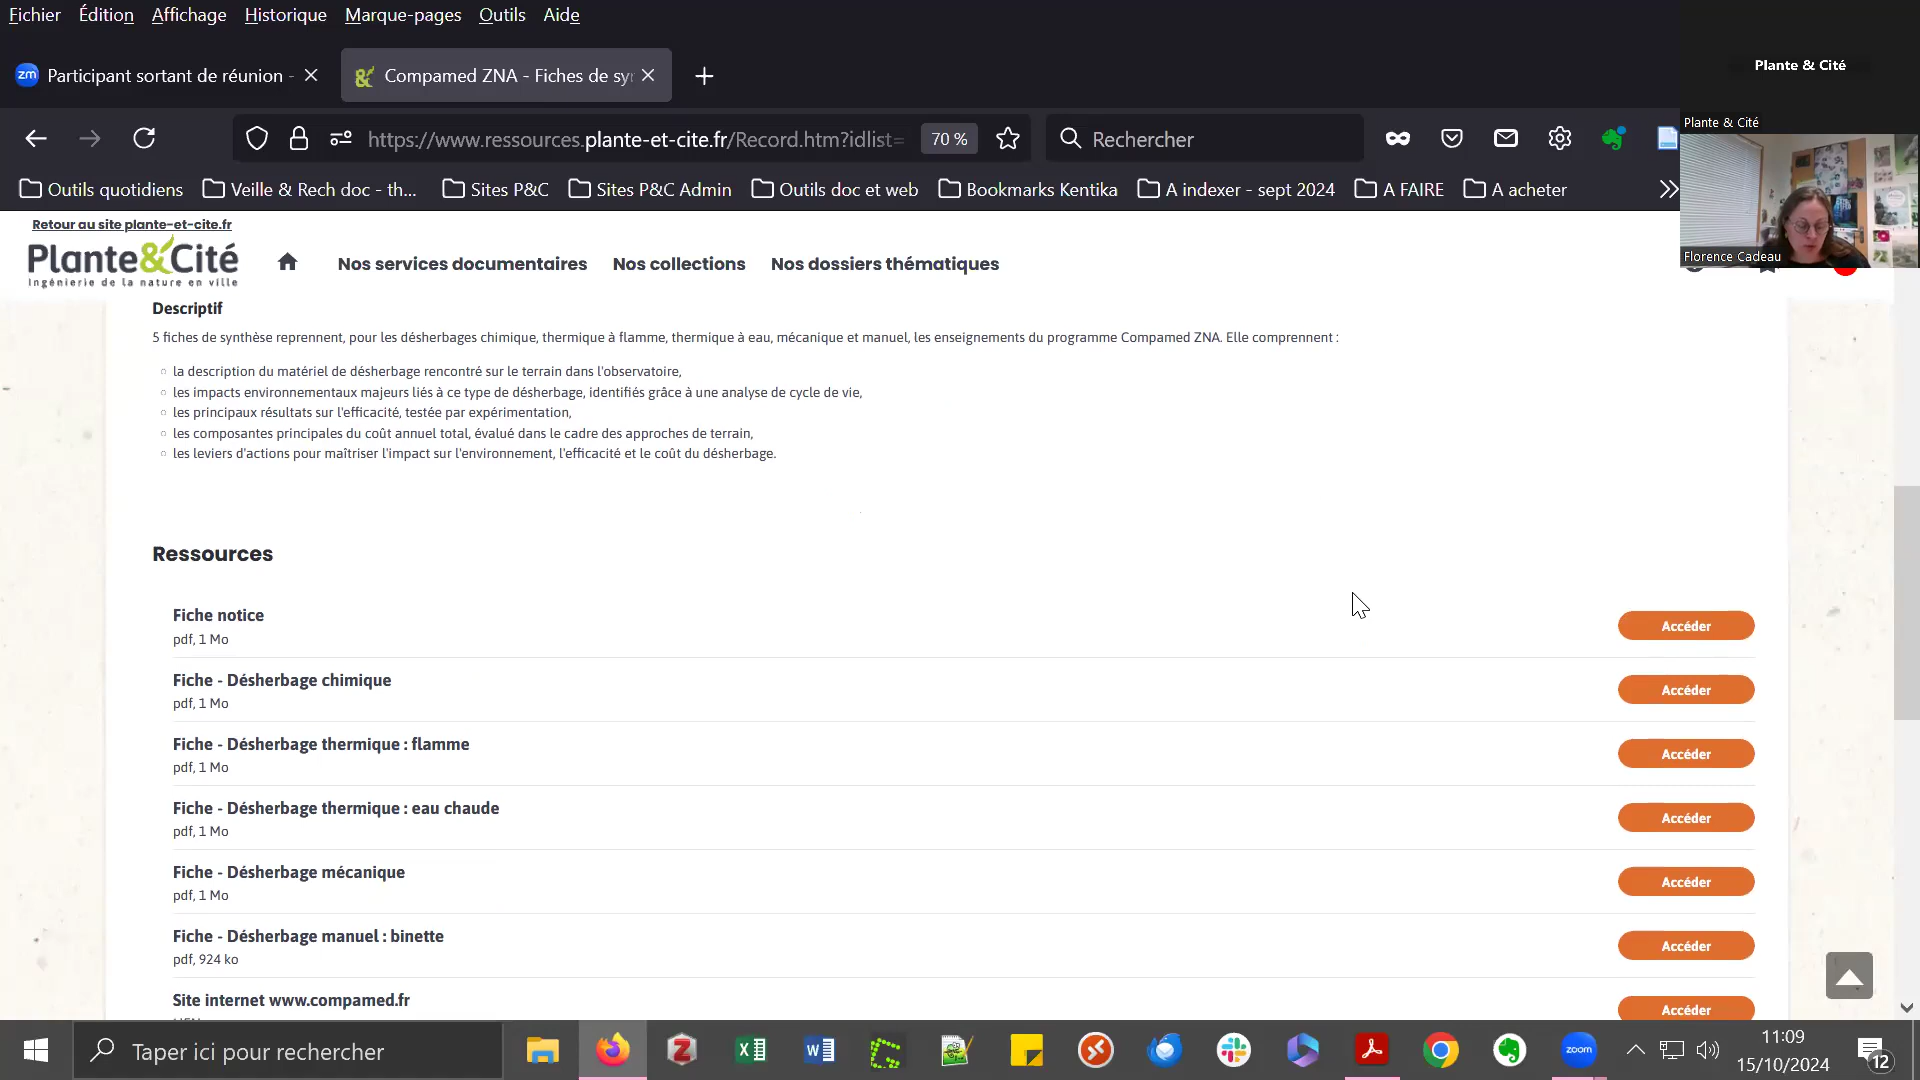 Fichier Édition Affichage Historique Marque-pages Outils Aide
Participant sortant de réunion -
Compamed ZNA - Fiches de sy
Plante & Cité
https://www.ressources.plante-et-cite.fr/Record.htm?idlist=
70 %
Rechercher
Plante & Cité
Outils quotidiens
Veille & Rech doc - th...
Sites P&C
Sites P&C Admin
Outils doc et web
Bookmarks Kentika
A indexer - sept 2024
A FAIRE
A acheter
Florence Cadeau
Retour au site plante-et-cite.fr
Plante&Cité
Ingénierie de la nature en ville
Nos services documentaires
Nos collections
Nos dossiers thématiques
Descriptif
5 fiches de synthèse reprennent, pour les désherbages chimique, thermique à flamme, thermique à eau, mécanique et manuel, les enseignements du programme Compamed ZNA. Elle comprennent :
la description du matériel de désherbage rencontré sur le terrain dans l'observatoire,
les impacts environnementaux majeurs liés à ce type de désherbage, identifiés grâce à une analyse de cycle de vie,
les principaux résultats sur l'efficacité, testée par expérimentation,
les composantes principales du coût annuel total, évalué dans le cadre des approches de terrain,
les leviers d'actions pour maîtriser l'impact sur l'environnement, l'efficacité et le coût du désherbage.
Ressources
Fiche notice
pdf, 1 Mo
Accéder
Fiche - Désherbage chimique
pdf, 1 Mo
Accéder
Fiche - Désherbage thermique : flamme
pdf, 1 Mo
Accéder
Fiche - Désherbage thermique : eau chaude
pdf, 1 Mo
Accéder
Fiche - Désherbage mécanique
pdf, 1 Mo
Accéder
Fiche - Désherbage manuel : binette
pdf, 924 ko
Accéder
Site internet www.compamed.fr
Accéder
Taper ici pour rechercher
zoom
11:09
15/10/2024
12